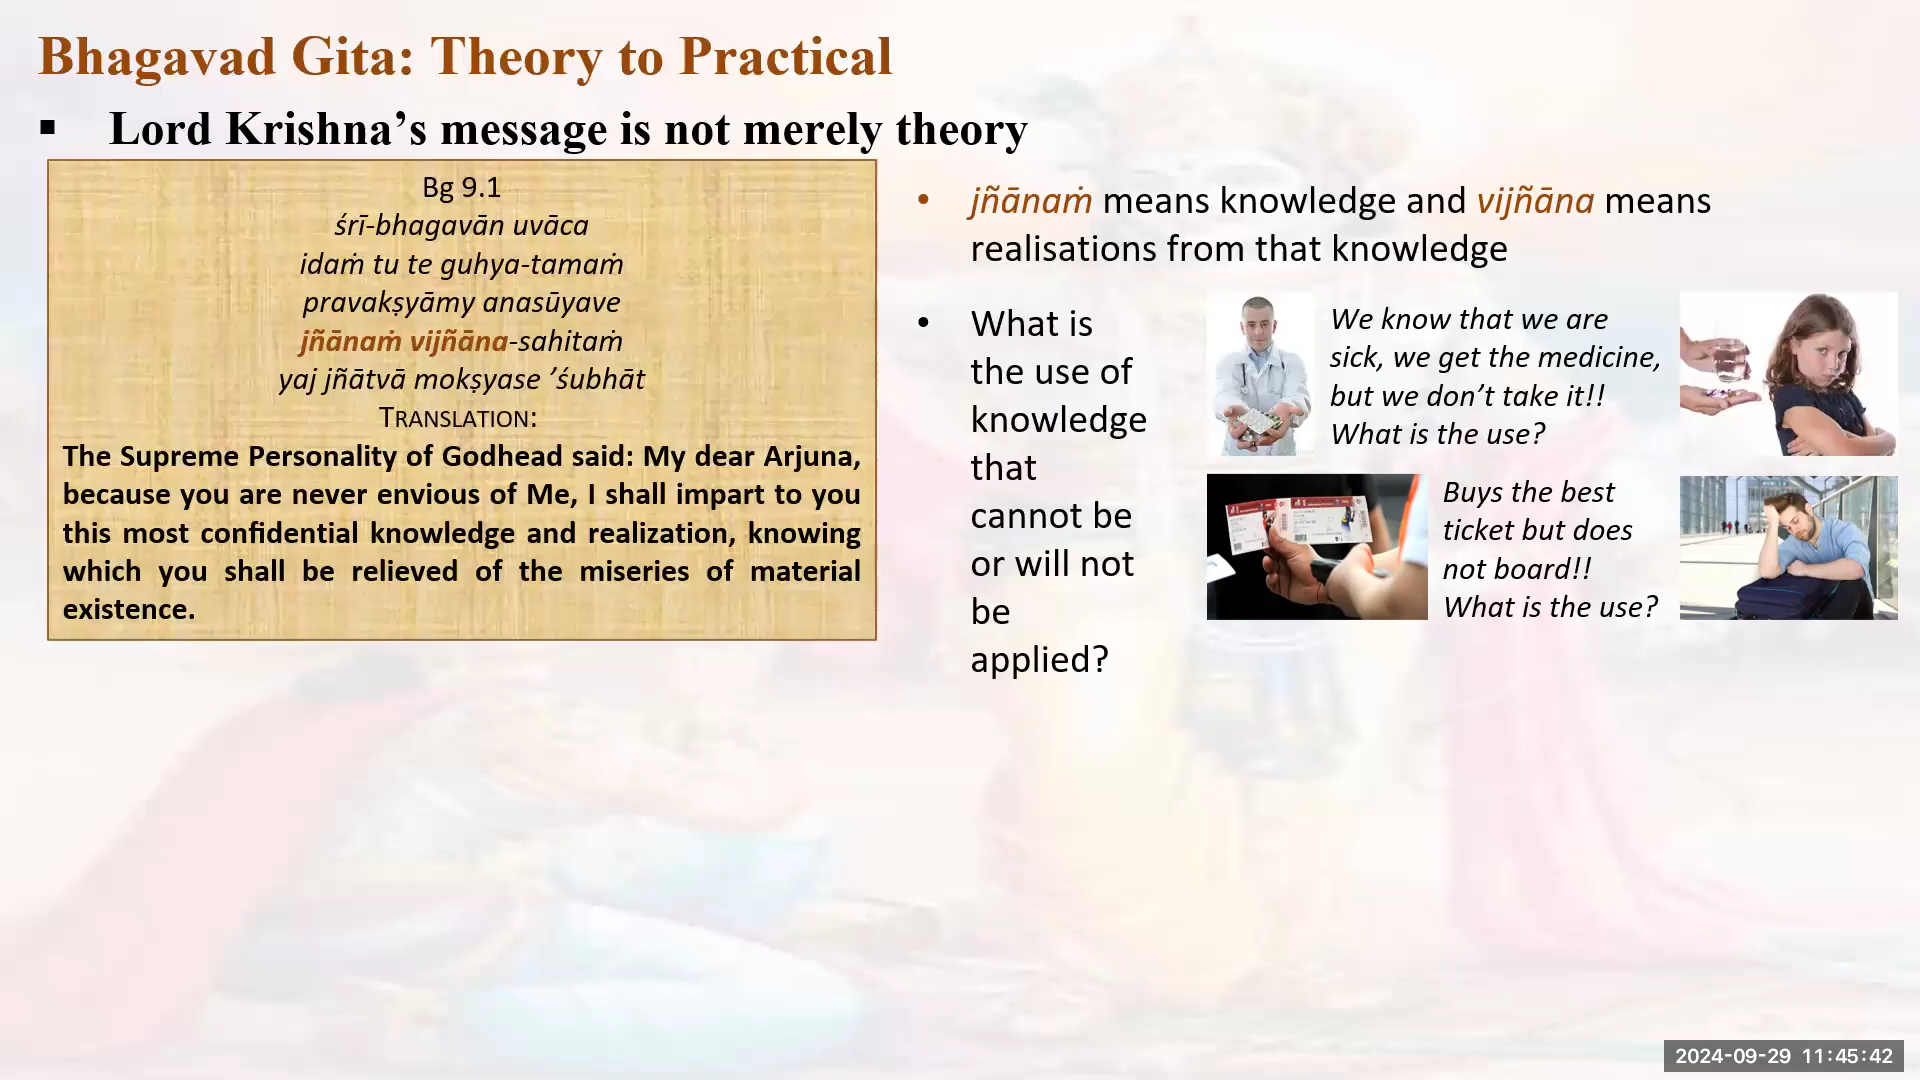 Bhagavad Gita: Theory to Practical
▪ Lord Krishna’s message is not merely theory
Bg 9.1
śrī-bhagavān uvāca
idaṁ tu te guhya-tamaṁ
pravakṣyāmy anasūyave
jñānaṁ vijñāna-sahitaṁ
yaj jñātvā mokṣyase ’śubhāt
TRANSLATION:
The Supreme Personality of Godhead said: My dear Arjuna,
because you are never envious of Me, I shall impart to you
this most confidential knowledge and realization, knowing
which you shall be relieved of the miseries of material
existence.
• jñānaṁ means knowledge and vijñāna means
realisations from that knowledge
• What is
the use of
knowledge
that
cannot be
or will not
be
applied?
We know that we are
sick, we get the medicine,
but we don’t take it!!
What is the use?
Buys the best
ticket but does
not board!!
What is the use?
2024-09-29 11:45:42